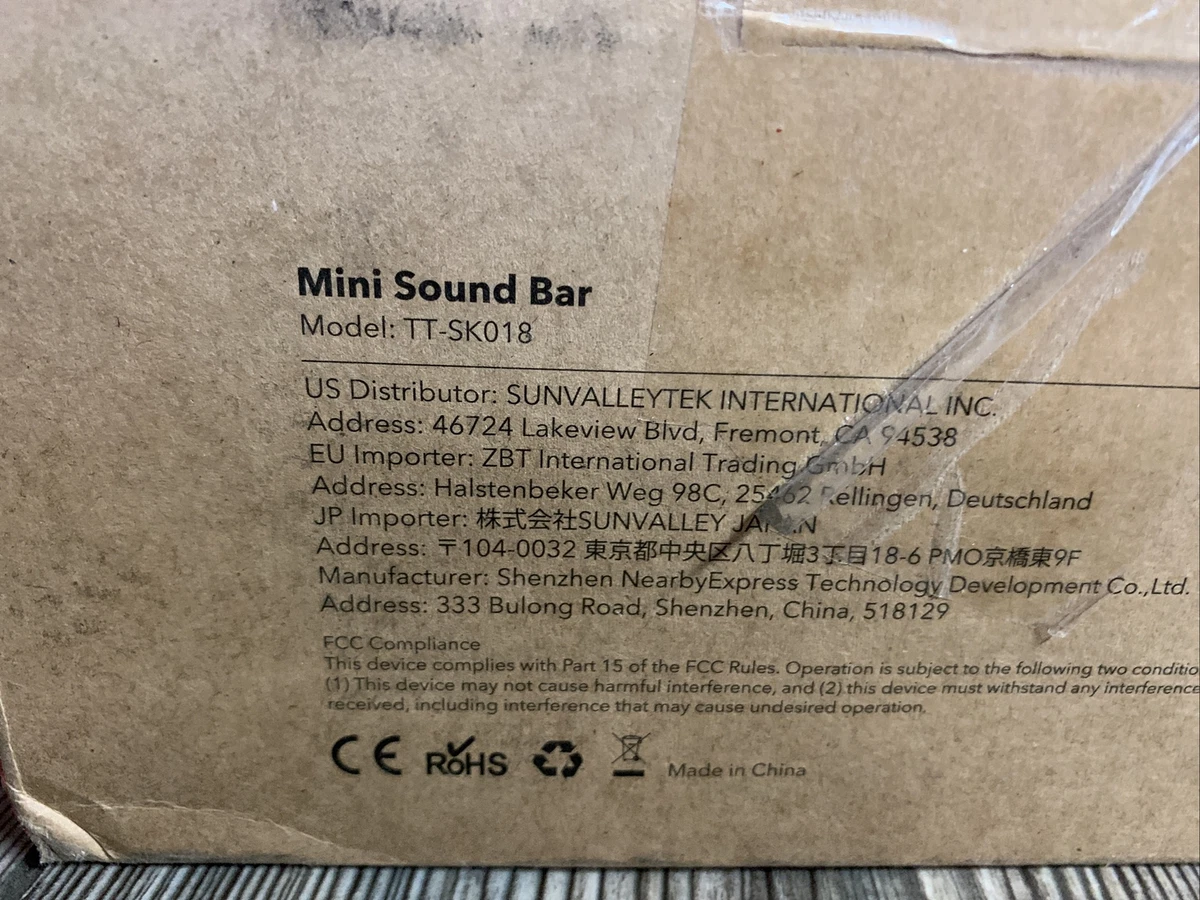 Mini Sound Bar
Model: TT-SK018
US Distributor: SUNVALLEYTEK INTERNATIONAL INC.
Address: 46724 Lakeview Blvd, Fremont, CA 94538
EU Importer: ZBT International Trading GmbH
Address: Halstenbeker Weg 98C, 25462 Rellingen, Deutschland
JP Importer: 株式会社SUNVALLEY JAPAN
Address: 〒104-0032 東京都中央区八丁堀3丁目18-6 PMO京橋東9F
Manufacturer: Shenzhen NearbyExpress Technology Development Co.,Ltd.
Address: 333 Bulong Road, Shenzhen, China, 518129
FCC Compliance
This device complies with Part 15 of the FCC Rules. Operation is subject to the following two conditio
(1) This device may not cause harmful interference, and (2) this device must withstand any interference
received, including interference that may cause undesired operation.
CE RoHS Made in China